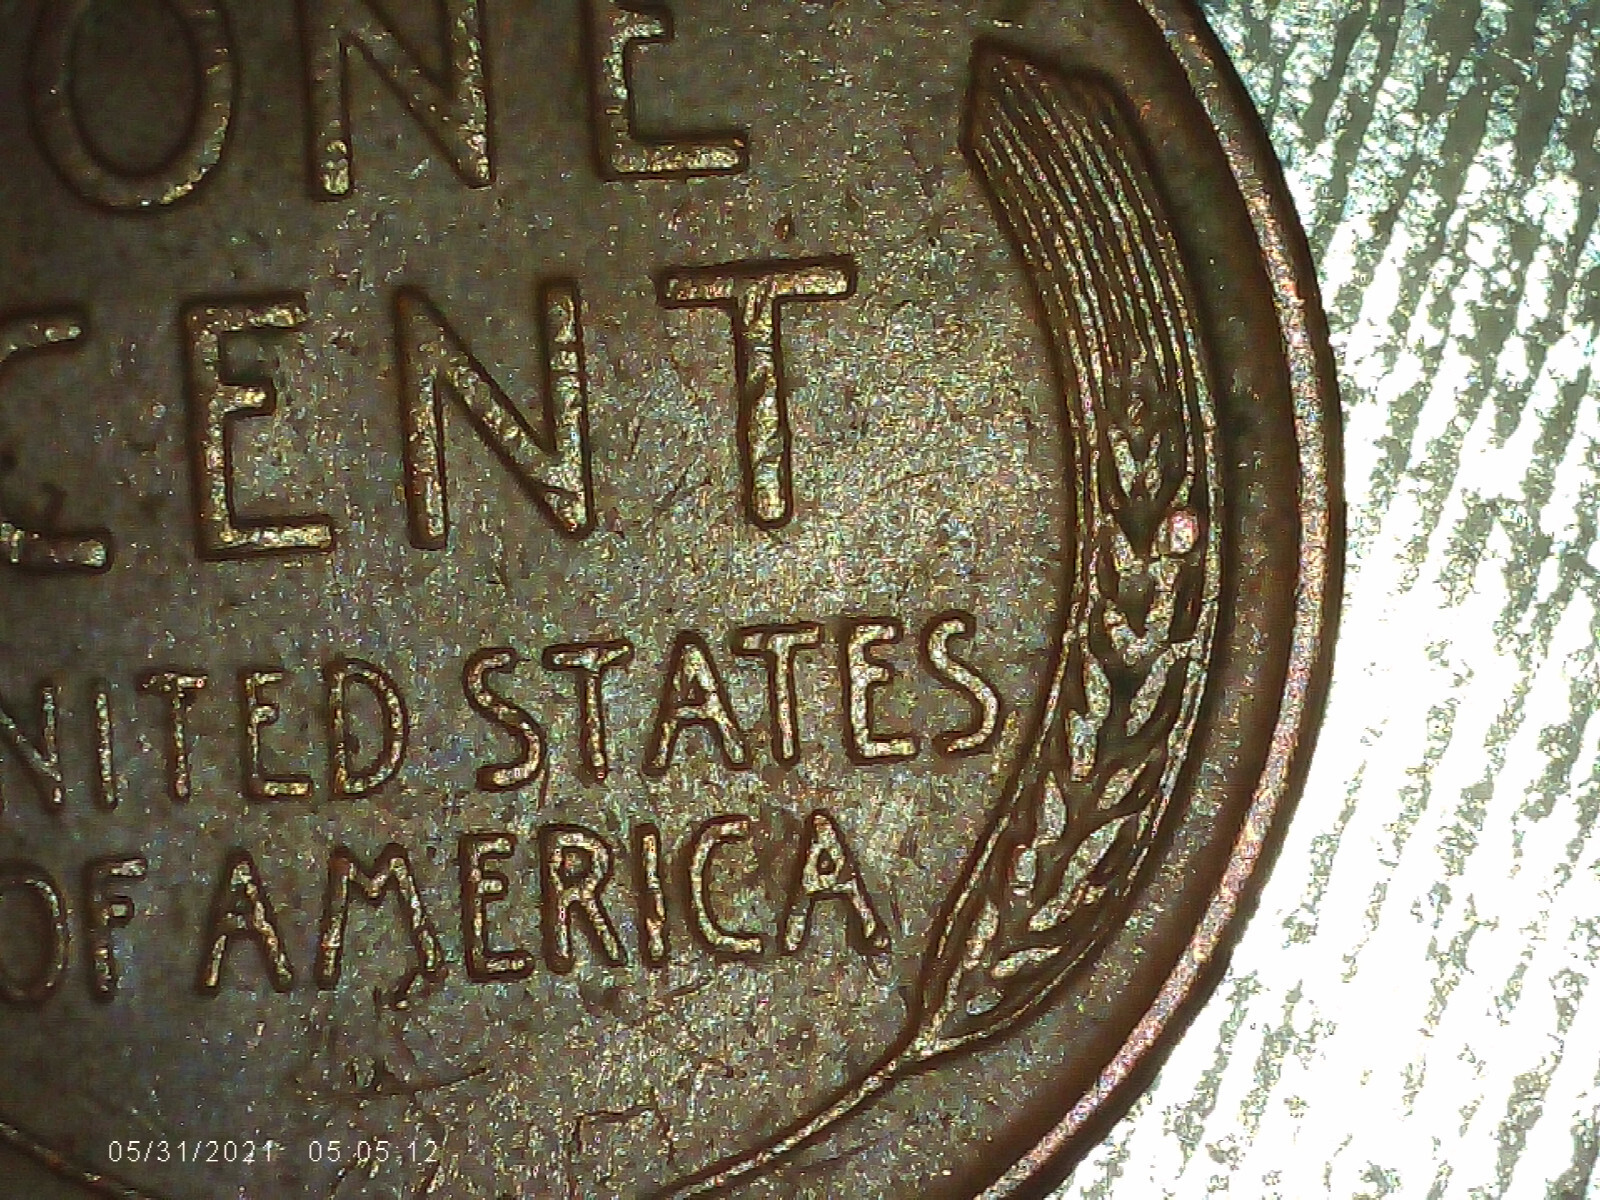 ONE
CENT
NITED STATES
OF AMERICA
05/31/2021 05:05:12